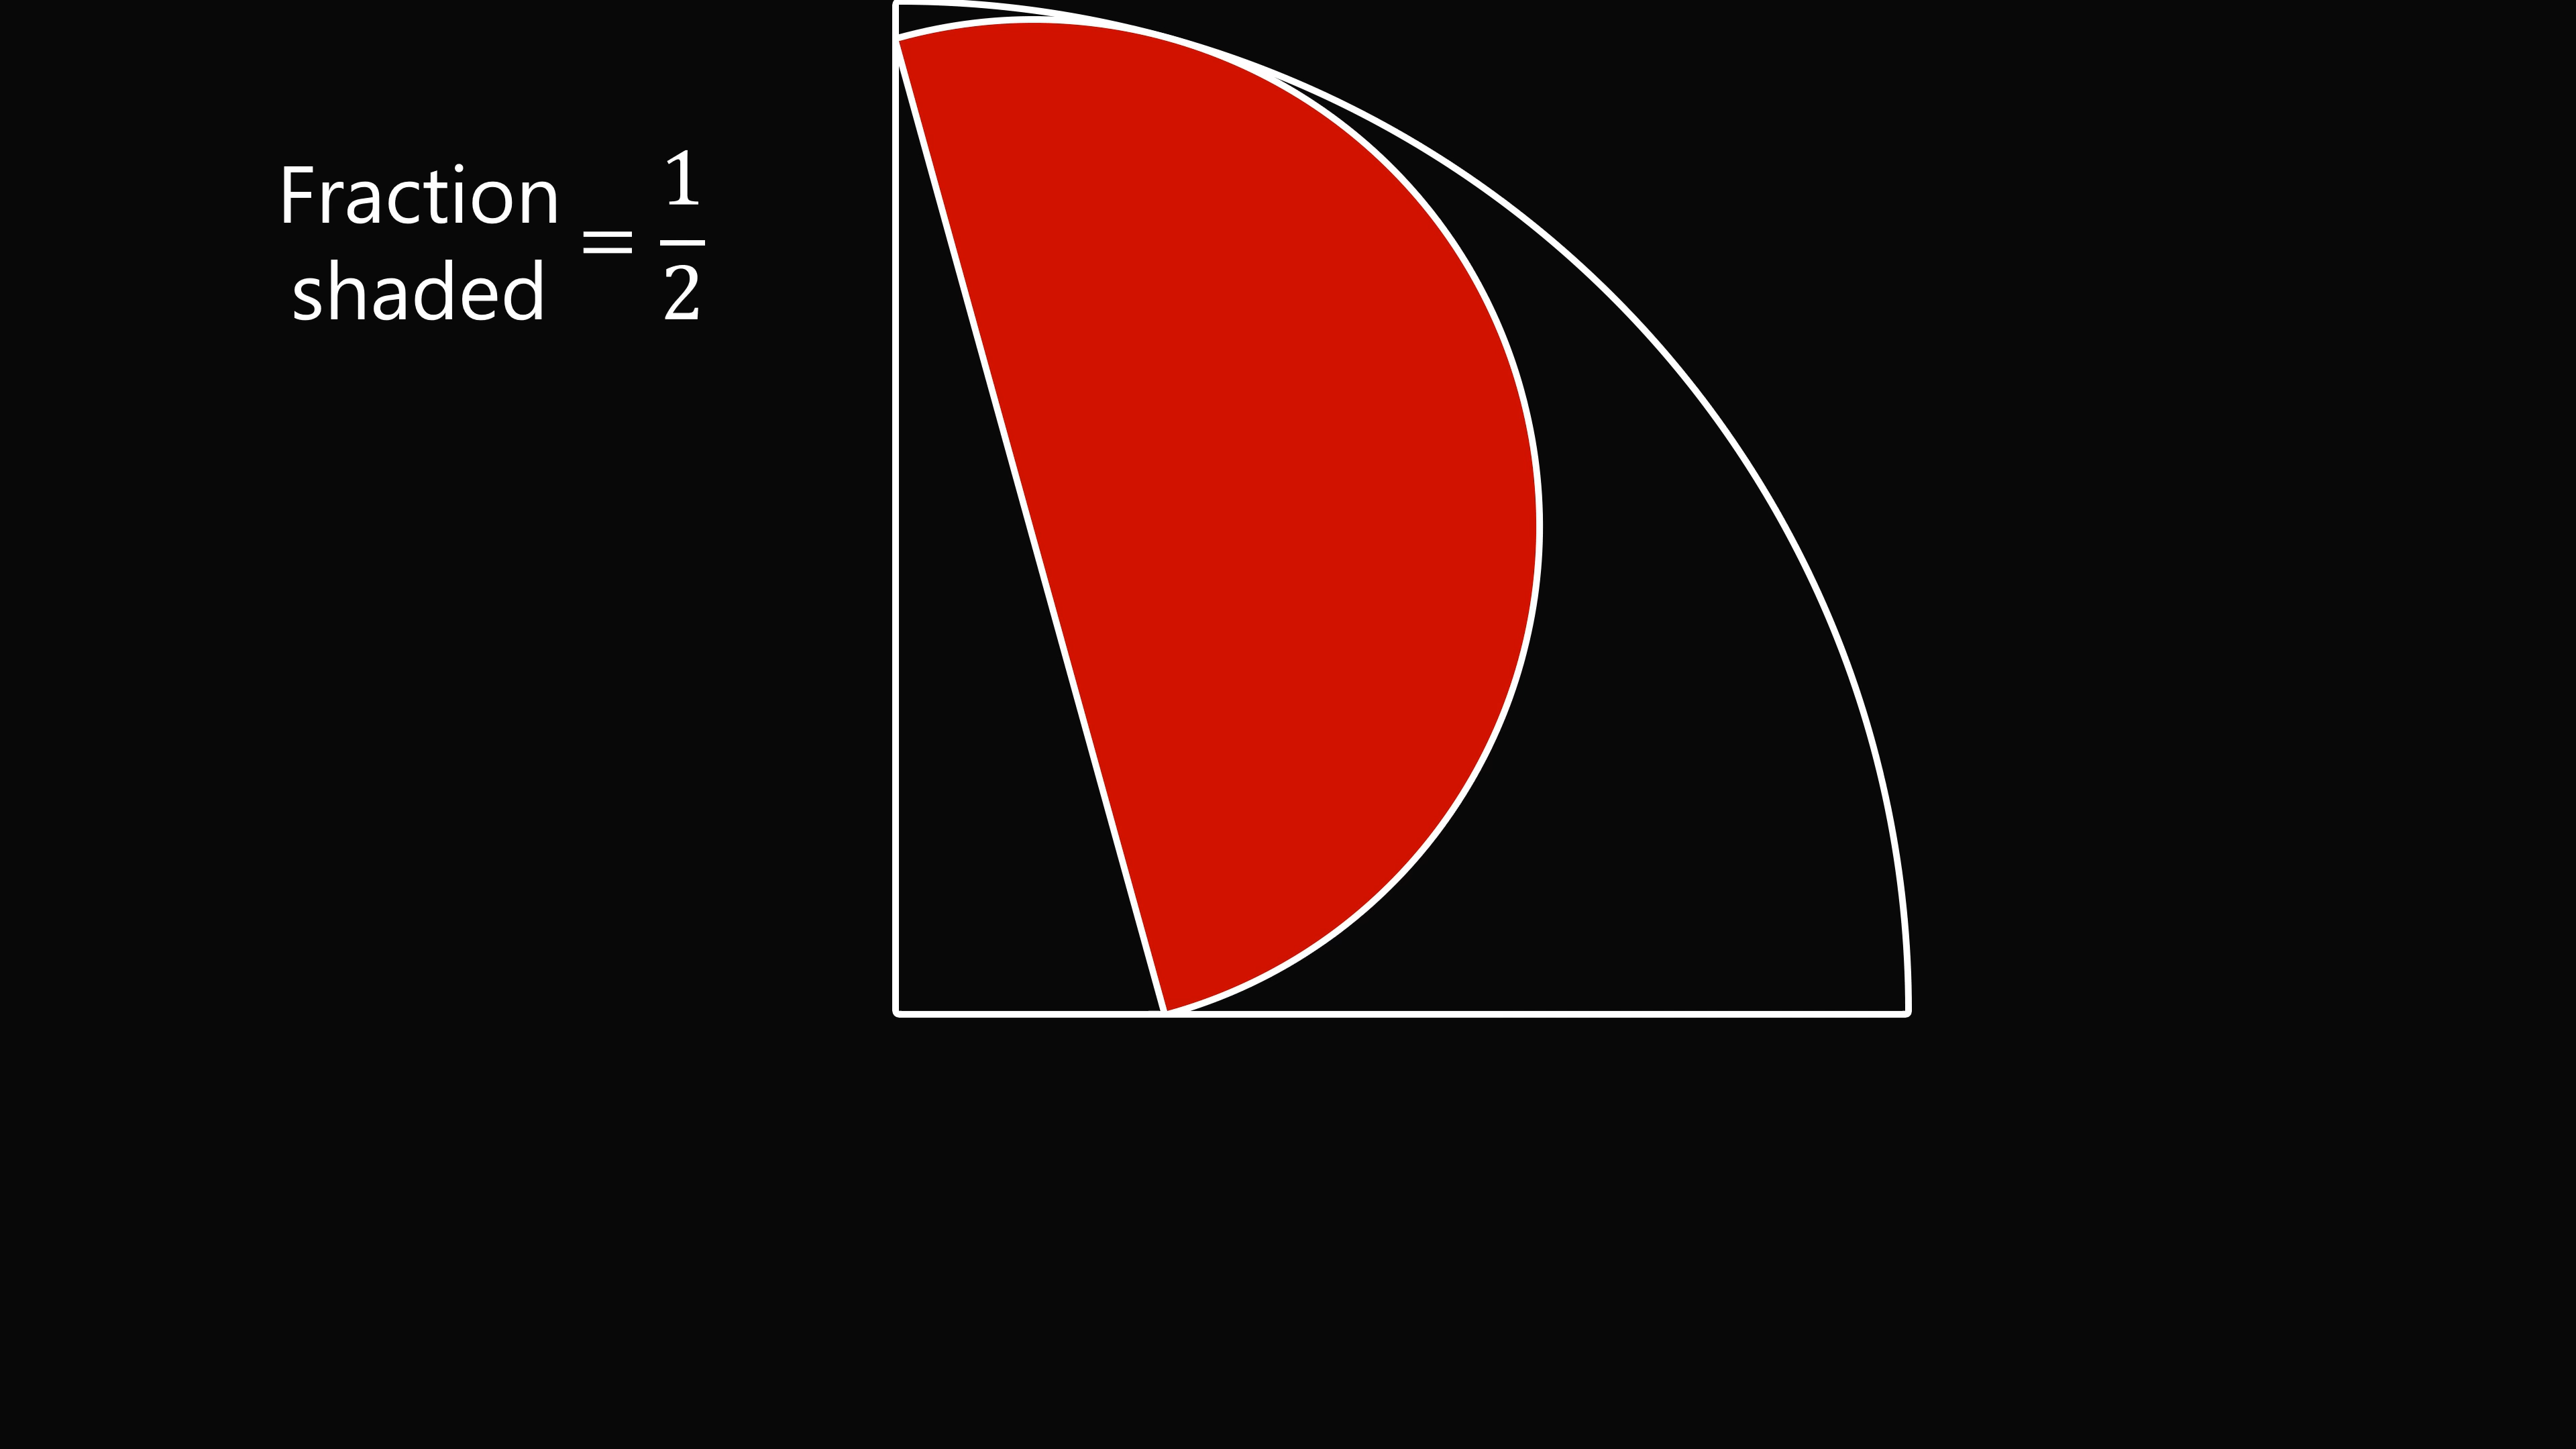 Fraction
shaded
= 1/2